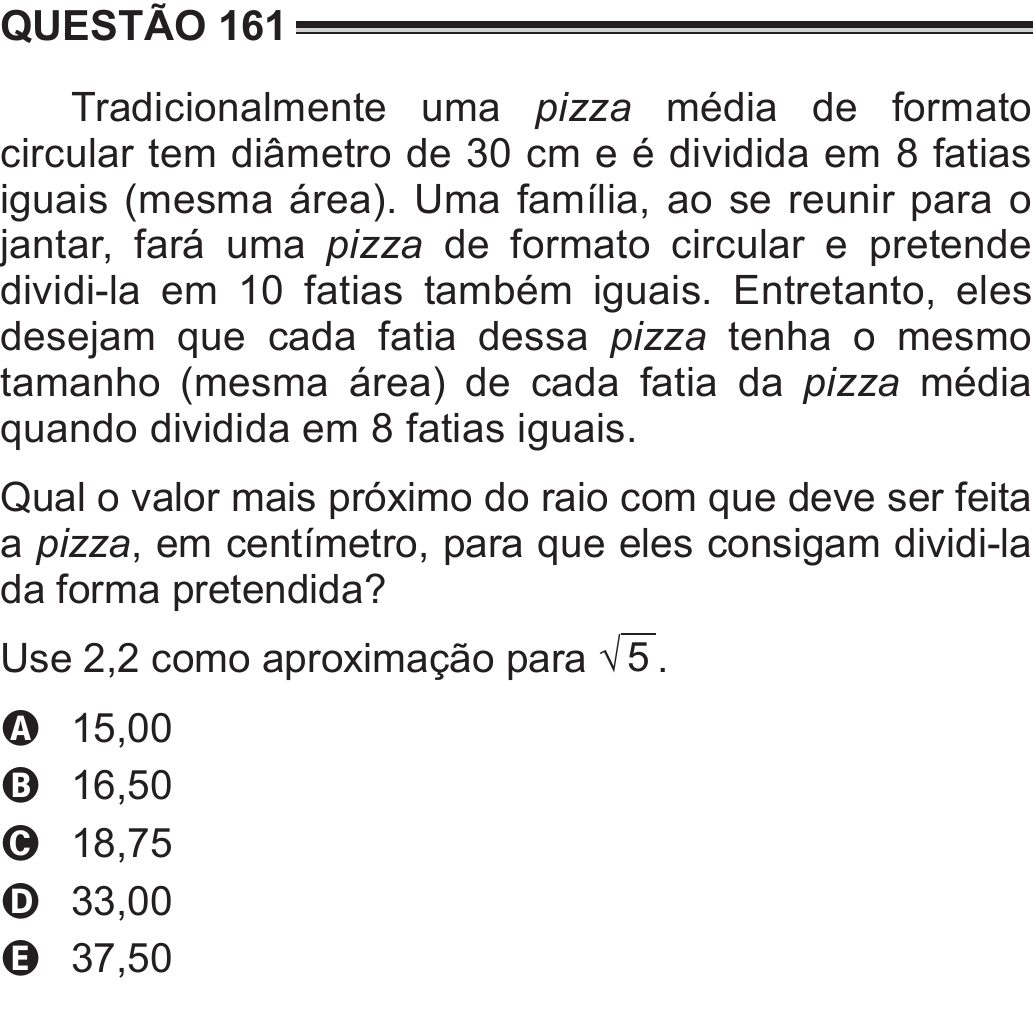 QUESTÃO 161
Tradicionalmente uma pizza média de formato
circular tem diâmetro de 30 cm e é dividida em 8 fatias
iguais (mesma área). Uma família, ao se reunir para o
jantar, fará uma pizza de formato circular e pretende
dividi-la em 10 fatias também iguais. Entretanto, eles
desejam que cada fatia dessa pizza tenha o mesmo
tamanho (mesma área) de cada fatia da pizza média
quando dividida em 8 fatias iguais.
Qual o valor mais próximo do raio com que deve ser feita
a pizza, em centímetro, para que eles consigam dividi-la
da forma pretendida?
Use 2,2 como aproximação para √5.
A 15,00
B 16,50
C 18,75
D 33,00
E 37,50